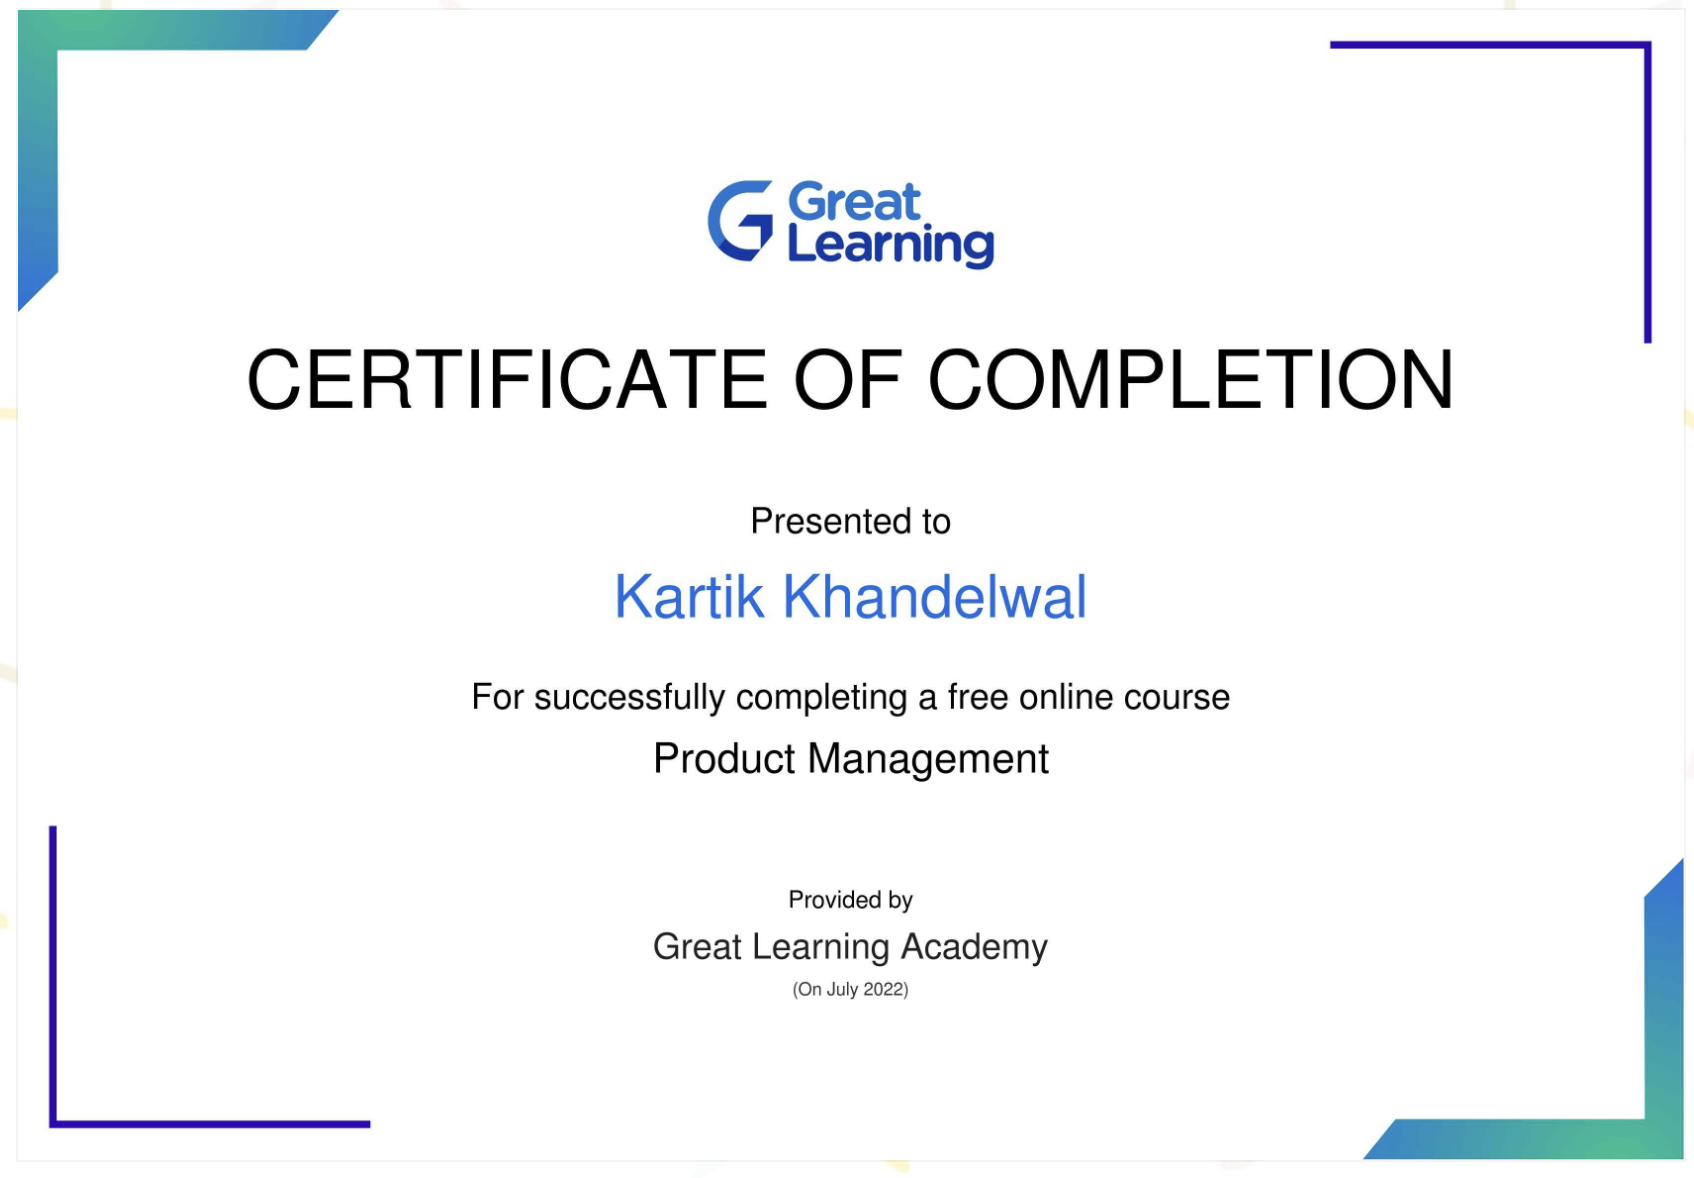 Great
Learning
CERTIFICATE OF COMPLETION
Presented to
Kartik Khandelwal
For successfully completing a free online course
Product Management
Provided by
Great Learning Academy
(On July 2022)